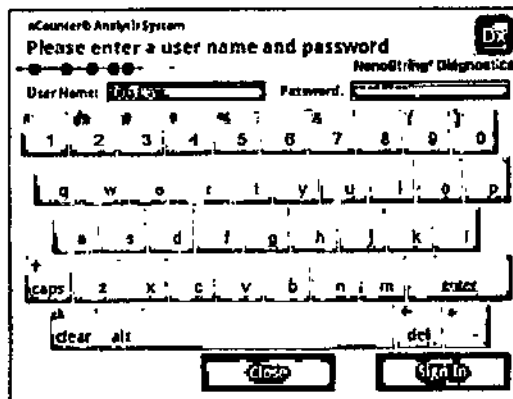 nCounter® Analysis System
Please enter a user name and password
Dx
NanoString® Diagnostics
User Name: Password:
1 2 3 4 5 6 7 8 9 0
q w e r t y u i o p
a s d f g h j k l
caps z x c v b n m enter
clear alt del -
Close Sign In